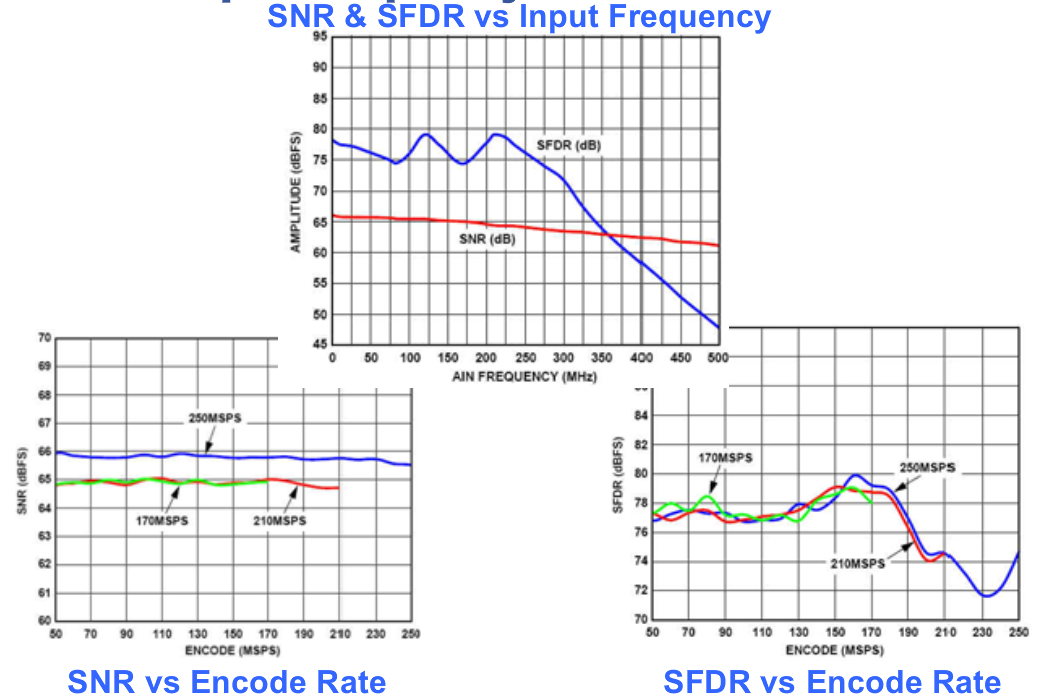 SNR & SFDR vs Input Frequency
95
90
85
80
75
70
65
60
55
50
45
AMPLITUDE (dBFS)
SFDR (dB)
SNR (dB)
0 50 100 150 200 250 300 350 400 450 500
AIN FREQUENCY (MHz)
70
69
68
67
66
65
64
63
62
61
60
SNR (dBFS)
250MSPS
170MSPS
210MSPS
50 70 90 110 130 150 170 190 210 230 250
ENCODE (MSPS)
SNR vs Encode Rate
84
82
80
78
76
74
72
70
SFDR (dBFS)
170MSPS
250MSPS
210MSPS
50 70 90 110 130 150 170 190 210 230 250
ENCODE (MSPS)
SFDR vs Encode Rate